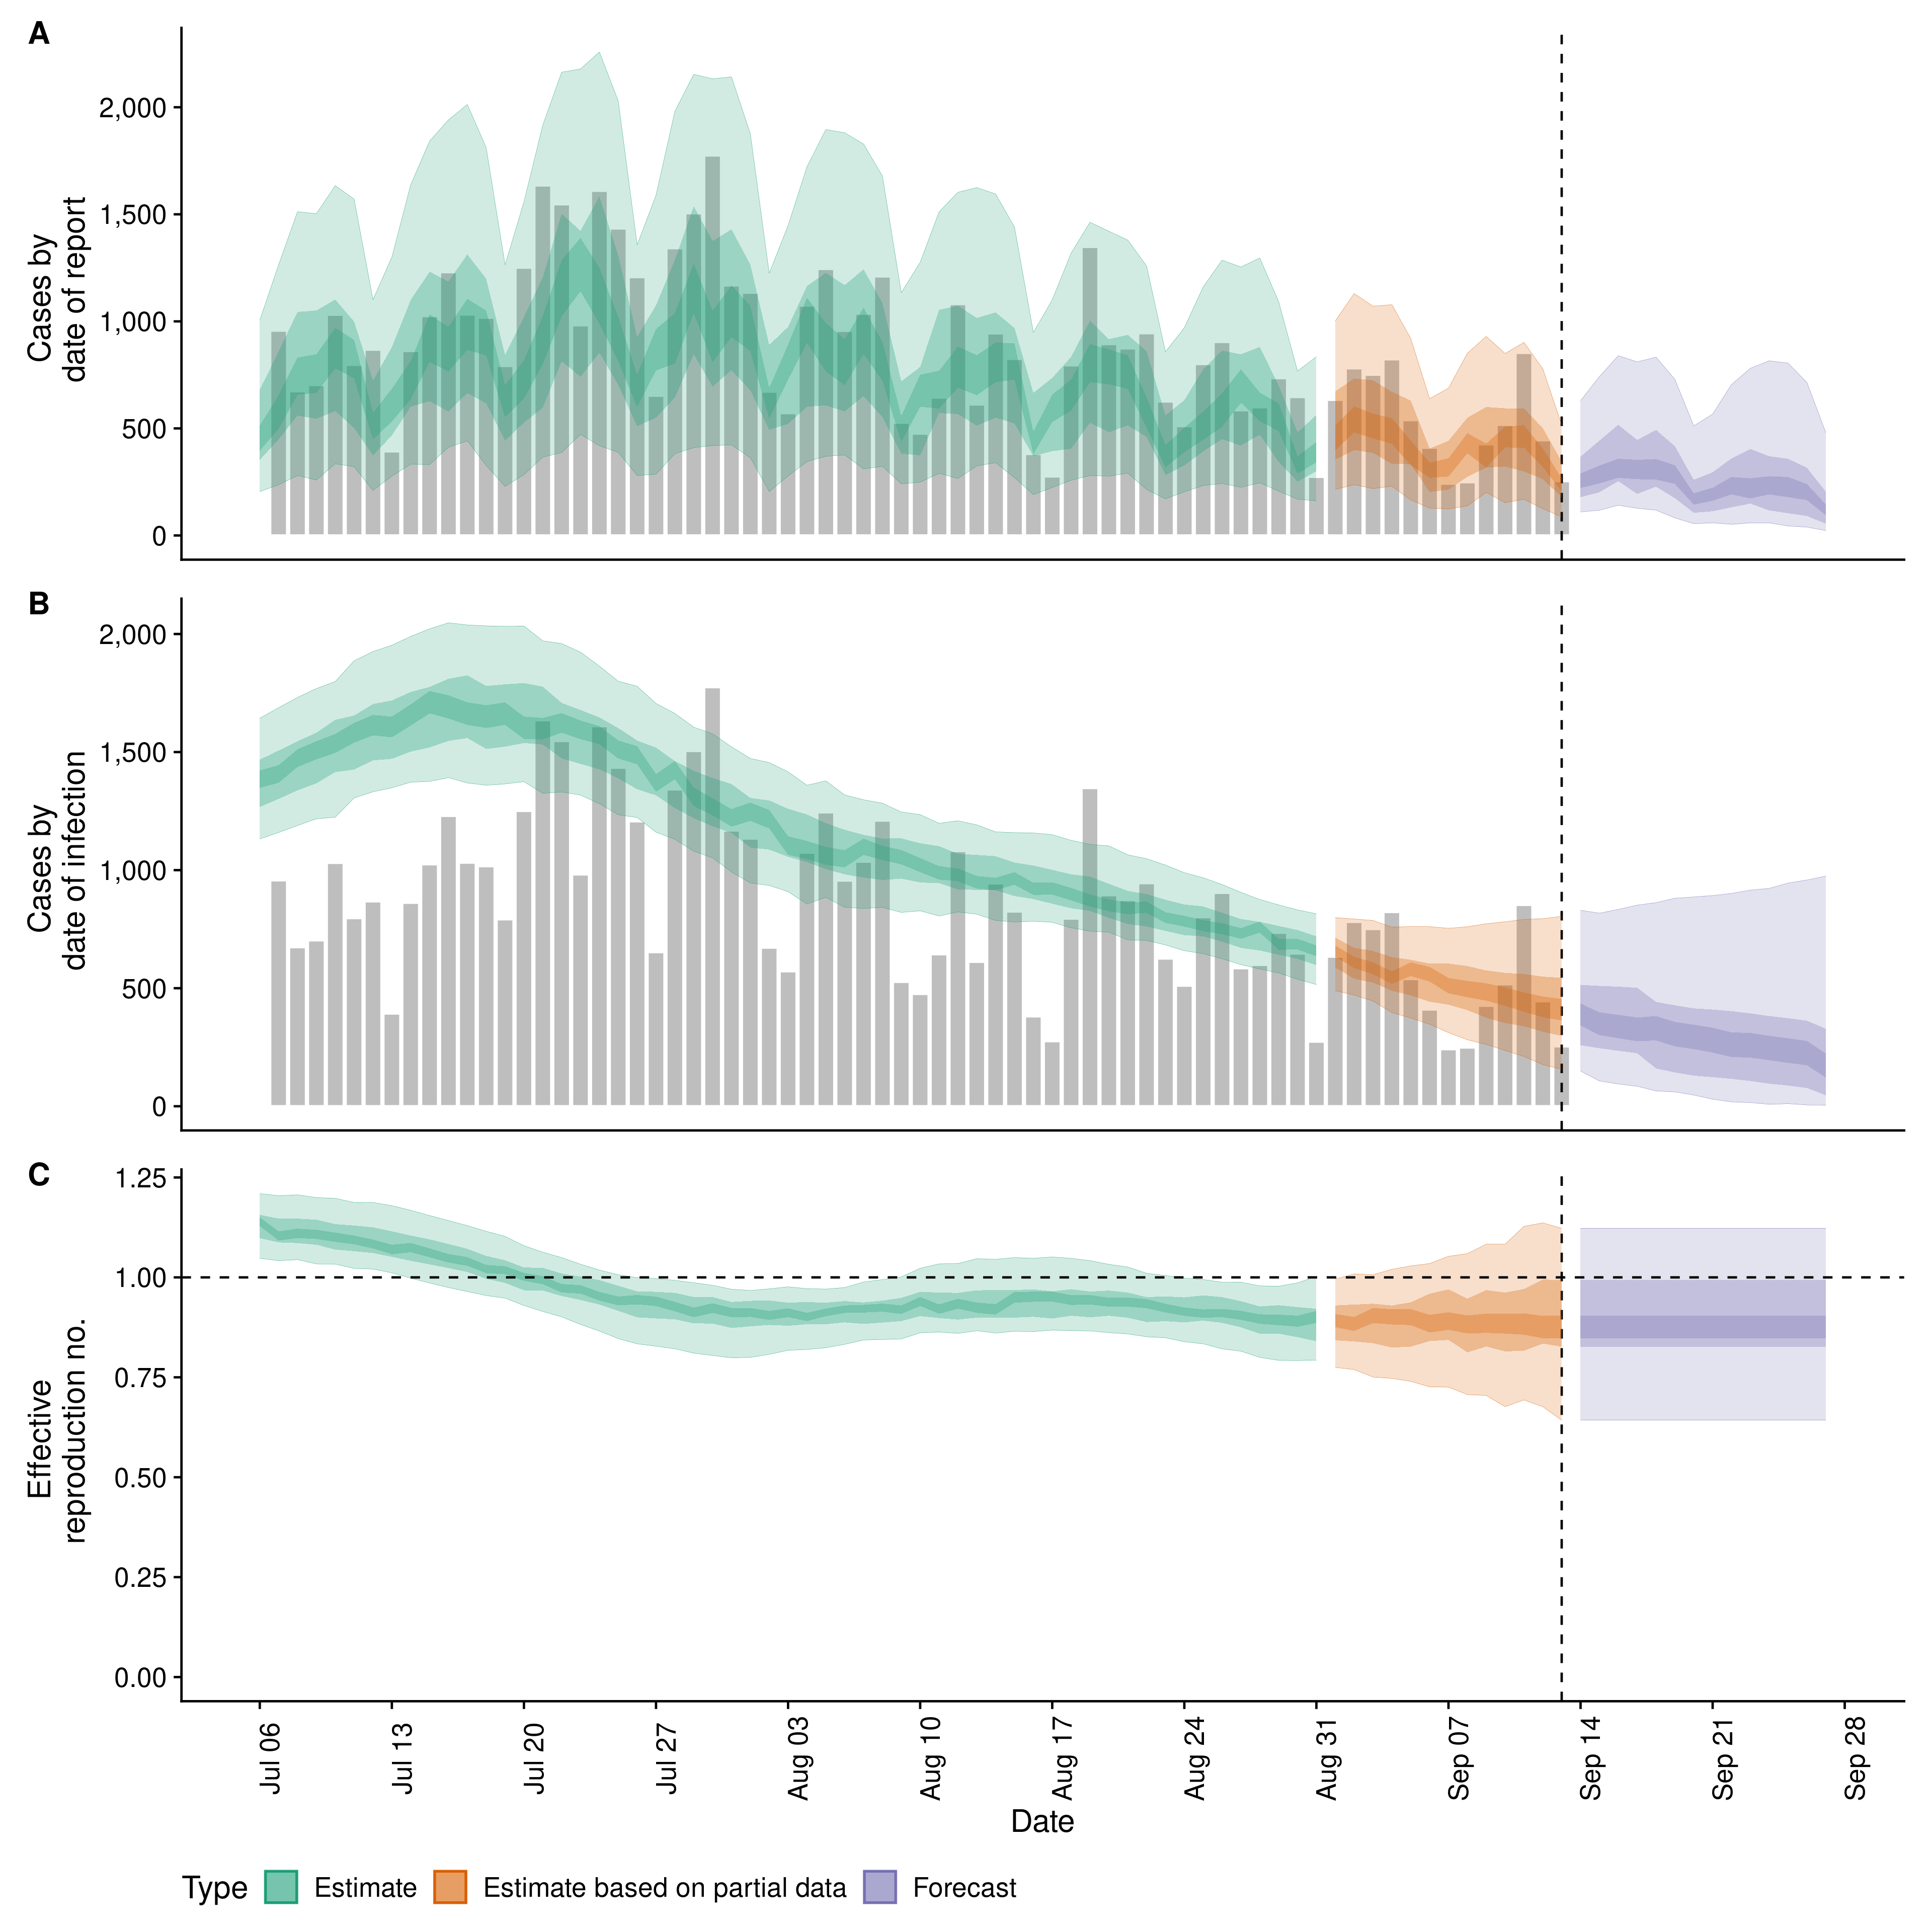 A
Cases by
date of report
2,000
1,500
1,000
500
0
B
Cases by
date of infection
2,000
1,500
1,000
500
0
C
Effective
reproduction no.
1.25
1.00
0.75
0.50
0.25
0.00
Jul 06
Jul 13
Jul 20
Jul 27
Aug 03
Aug 10
Aug 17
Aug 24
Aug 31
Sep 07
Sep 14
Sep 21
Sep 28
Date
Type Estimate Estimate based on partial data Forecast